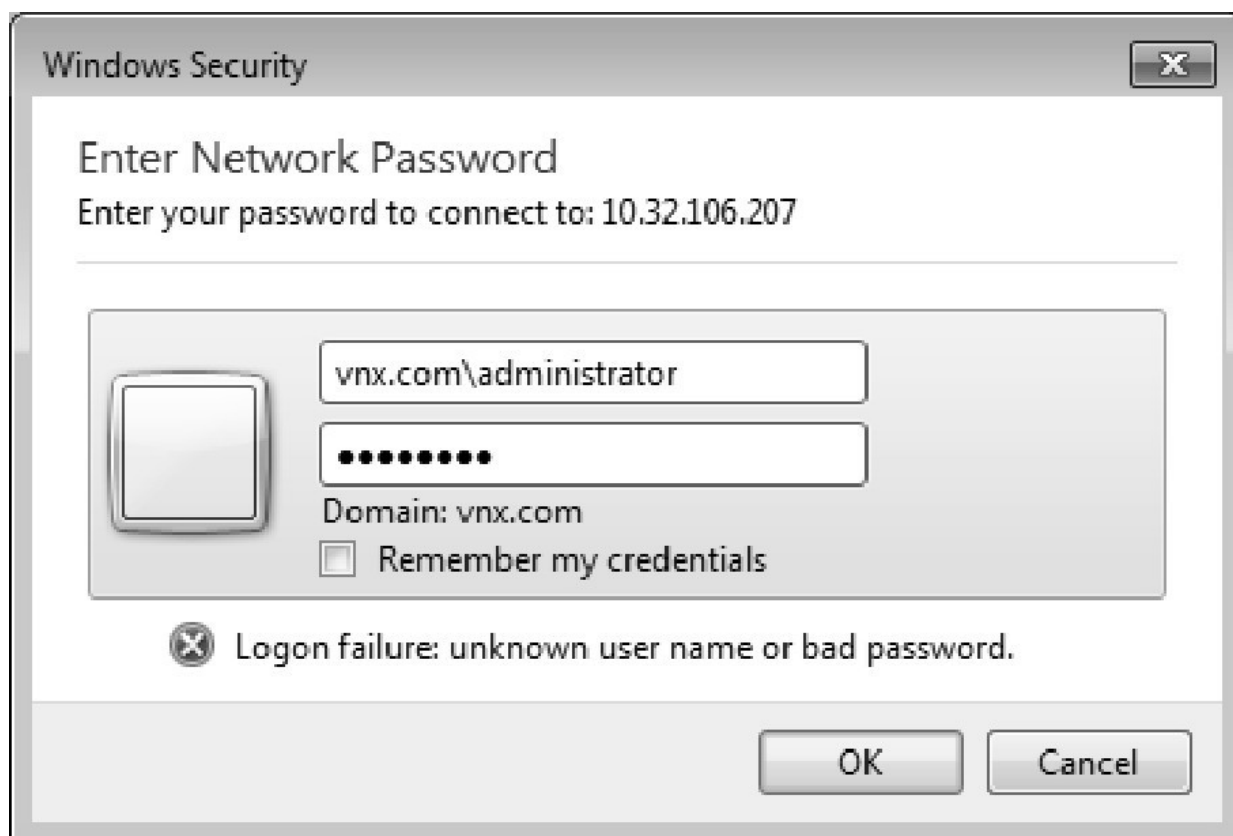 Windows Security
Enter Network Password
Enter your password to connect to: 10.32.106.207
vnx.com\administrator
••••••••
Domain: vnx.com
Remember my credentials
Logon failure: unknown user name or bad password.
OK
Cancel